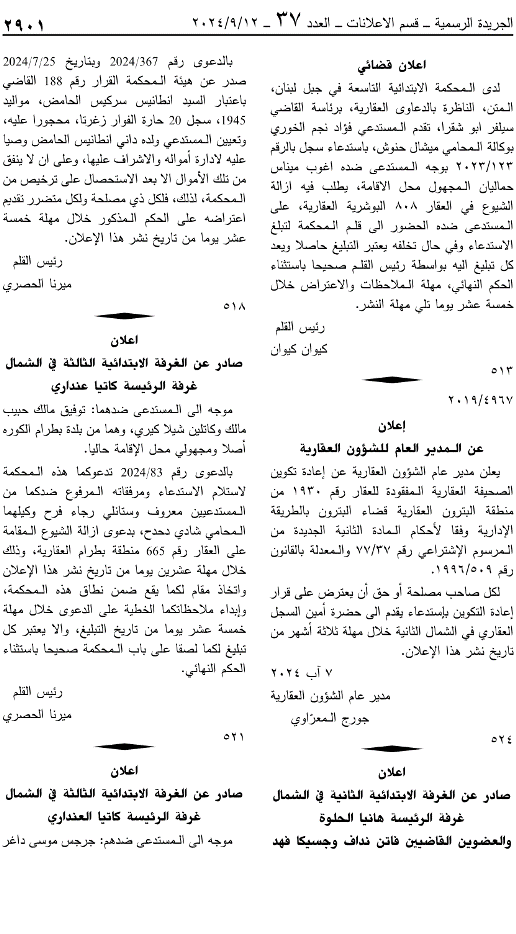 الجريدة الرسمية ـ قسم الاعلانات ـ العدد ٣٧ ـ ٢٠٢٤/٩/١٢
٢٩٠١
اعلان قضائي
لدى المحكمة الابتدائية التاسعة في جبل لبنان،
المتن، الناظرة بالدعاوى العقارية، برئاسة القاضي
سيلفر ابو شقرا، تقدم المستدعي فؤاد نجم الخوري
بوكالة المحامي ميشال حنوش، باستدعاء سجل بالرقم
٢٠٢٣/١٢٣ بوجه المستدعى ضده اغوب ميناس
حماليان المجهول محل الاقامة، يطلب فيه ازالة
الشيوع في العقار ٨٠٨ البوشرية العقارية، على
المستدعى ضده الحضور الى قلم المحكمة لتبلغ
الاستدعاء وفي حال تخلفه يعتبر التبليغ حاصلا ويعد
كل تبليغ اليه بواسطة رئيس القلم صحيحا باستثناء
الحكم النهائي، مهلة الملاحظات والاعتراض خلال
خمسة عشر يوما تلي مهلة النشر.
رئيس القلم
كيوان كيوان
٥١٣
٢٠١٩/٤٩٦٧
إعلان
عن المدير العام للشؤون العقارية
يعلن مدير عام الشؤون العقارية عن إعادة تكوين
الصحيفة العقارية المفقودة للعقار رقم ١٩٣٠ من
منطقة البترون العقارية قضاء البترون بالطريقة
الإدارية وفقا لأحكام المادة الثانية الجديدة من
المرسوم الإشتراعي رقم ٧٧/٣٧ والمعدلة بالقانون
رقم ١٩٩٦/٥٠٩.
لكل صاحب مصلحة أو حق أن يعترض على قرار
إعادة التكوين بإستدعاء يقدم الى حضرة أمين السجل
العقاري في الشمال الثانية خلال مهلة ثلاثة أشهر من
تاريخ نشر هذا الإعلان.
٧ آب ٢٠٢٤
مدير عام الشؤون العقارية
جورج المعرّاوي
٥٢٤
اعلان
صادر عن الغرفة الابتدائية الثانية في الشمال
غرفة الرئيسة هانيا الحلوة
والعضوين القاضيين فاتن نداف وجسيكا فهد
بالدعوى رقم 2024/367 وبتاريخ 2024/7/25
صدر عن هيئة المحكمة القرار رقم 188 القاضي
باعتبار السيد انطانيس سركيس الحامض، مواليد
1945، سجل 20 حارة الفوار زغرتا، محجورا عليه،
وتعيين المستدعي ولده داني انطانيس الحامض وصيا
عليه لادارة أمواله والاشراف عليها، وعلى ان لا ينفق
من تلك الأموال الا بعد الاستحصال على ترخيص من
المحكمة، لذلك، فلكل ذي مصلحة ولكل متضرر تقديم
اعتراضه على الحكم المذكور خلال مهلة خمسة
عشر يوما من تاريخ نشر هذا الإعلان.
رئيس القلم
ميرنا الحصري
٥١٨
اعلان
صادر عن الغرفة الابتدائية الثالثة في الشمال
غرفة الرئيسة كاتيا عنداري
موجه الى المستدعى ضدهما: توفيق مالك حبيب
مالك وكاتلين شيلا كيري، وهما من بلدة بطرام الكوره
أصلا ومجهولي محل الإقامة حاليا.
بالدعوى رقم 2024/83 تدعوكما هذه المحكمة
لاستلام الاستدعاء ومرفقاته المرفوع ضدكما من
المستدعيين معروف وستانلي رجاء فرح وكيلهما
المحامي شادي دحدح، بدعوى ازالة الشيوع المقامة
على العقار رقم 665 منطقة بطرام العقارية، وذلك
خلال مهلة عشرين يوما من تاريخ نشر هذا الإعلان
واتخاذ مقام لكما يقع ضمن نطاق هذه المحكمة،
وإبداء ملاحظاتكما الخطية على الدعوى خلال مهلة
خمسة عشر يوما من تاريخ التبليغ، والا يعتبر كل
تبليغ لكما لصقا على باب المحكمة صحيحا باستثناء
الحكم النهائي.
رئيس القلم
ميرنا الحصري
٥٢١
اعلان
صادر عن الغرفة الابتدائية الثالثة في الشمال
غرفة الرئيسة كاتيا العنداري
موجه الى المستدعى ضدهم: جرجس موسى داغر